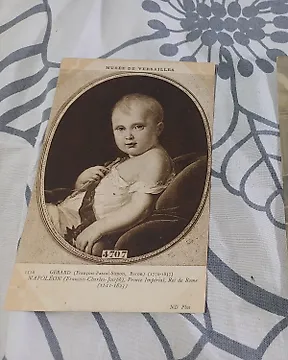 MUSÉE DE VERSAILLES
4707
GÉRARD (François-Pascal-Simon, Baron) (1770-1837)
NAPOLÉON (François-Charles-Joseph), Prince Impérial, Roi de Rome
ND Phot